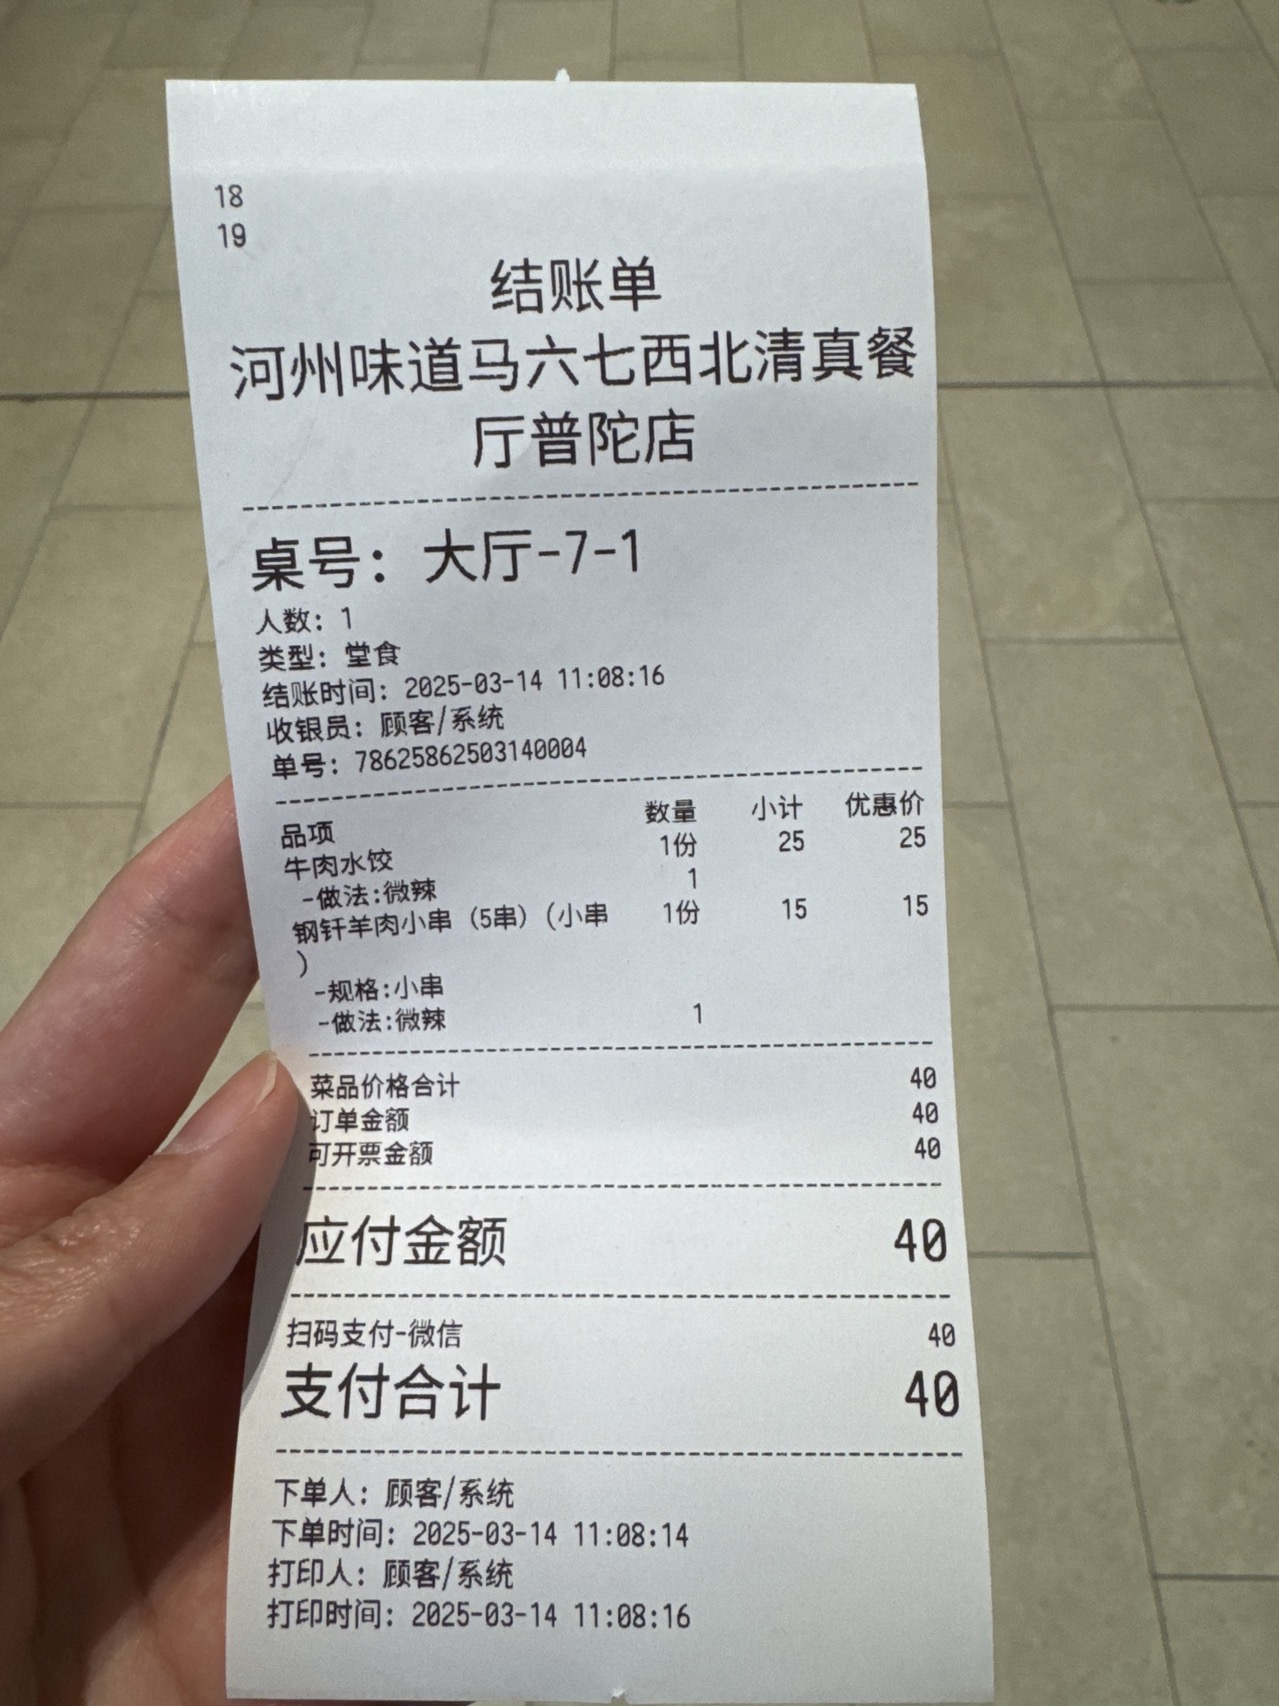 18
19
结账单
河州味道马六七西北清真餐
厅普陀店
桌号：大厅-7-1
人数：1
类型：堂食
结账时间：2025-03-14 11:08:16
收银员：顾客/系统
单号：78625862503140004
品项 数量 小计 优惠价
牛肉水饺 1份 25 25
-做法:微辣 1
钢钎羊肉小串（5串）(小串 1份 15 15
)
-规格:小串
-做法:微辣 1
菜品价格合计 40
订单金额 40
可开票金额 40
应付金额 40
扫码支付-微信 40
支付合计 40
下单人：顾客/系统
下单时间：2025-03-14 11:08:14
打印人：顾客/系统
打印时间：2025-03-14 11:08:16